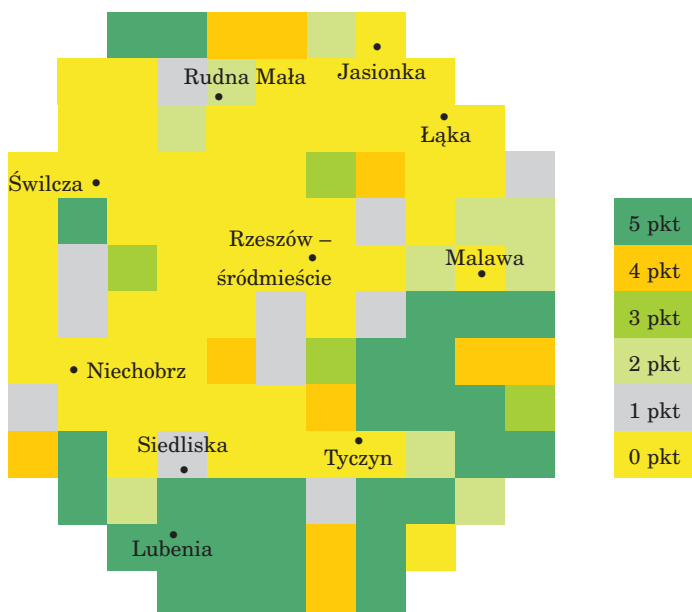 Rudna Mała
Jasionka
Łąka
Świlcza
Rzeszów –
śródmieście
Malawa
Niechobrz
Siedliska
Tyczyn
Lubenia
5 pkt
4 pkt
3 pkt
2 pkt
1 pkt
0 pkt